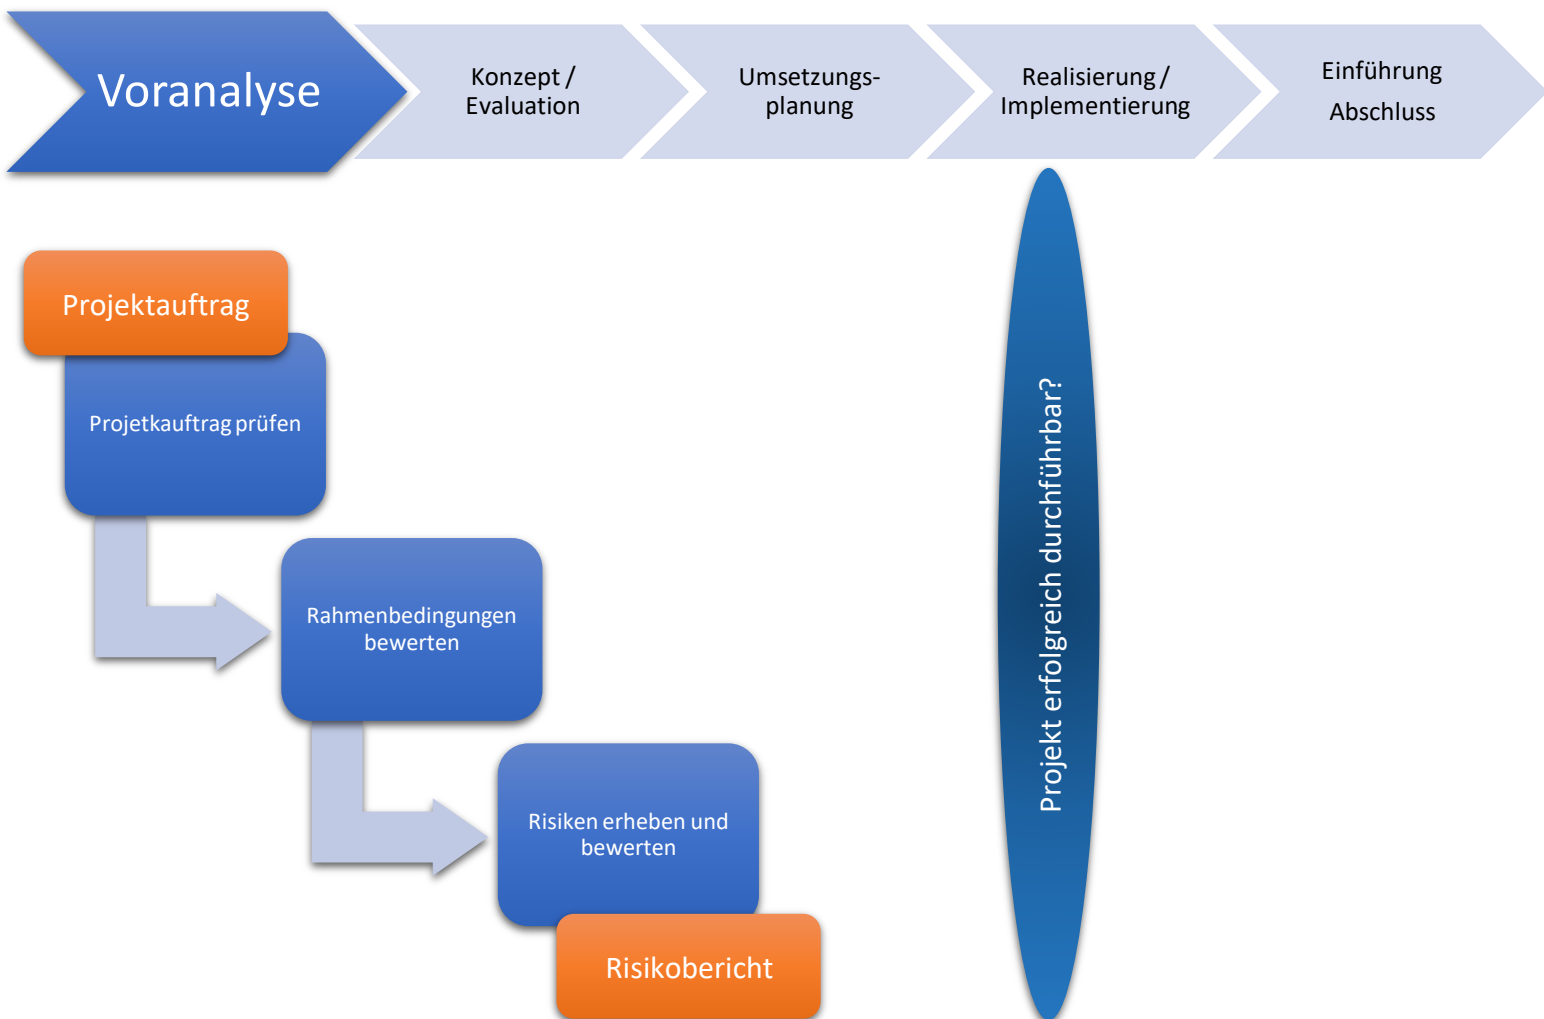 Voranalyse
Konzept /
Evaluation
Umsetzungs-
planung
Realisierung /
Implementierung
Einführung
Abschluss
Projektauftrag
Projetkauftrag prüfen
Rahmenbedingungen
bewerten
Risiken erheben und
bewerten
Risikobericht
Projekt erfolgreich durchführbar?